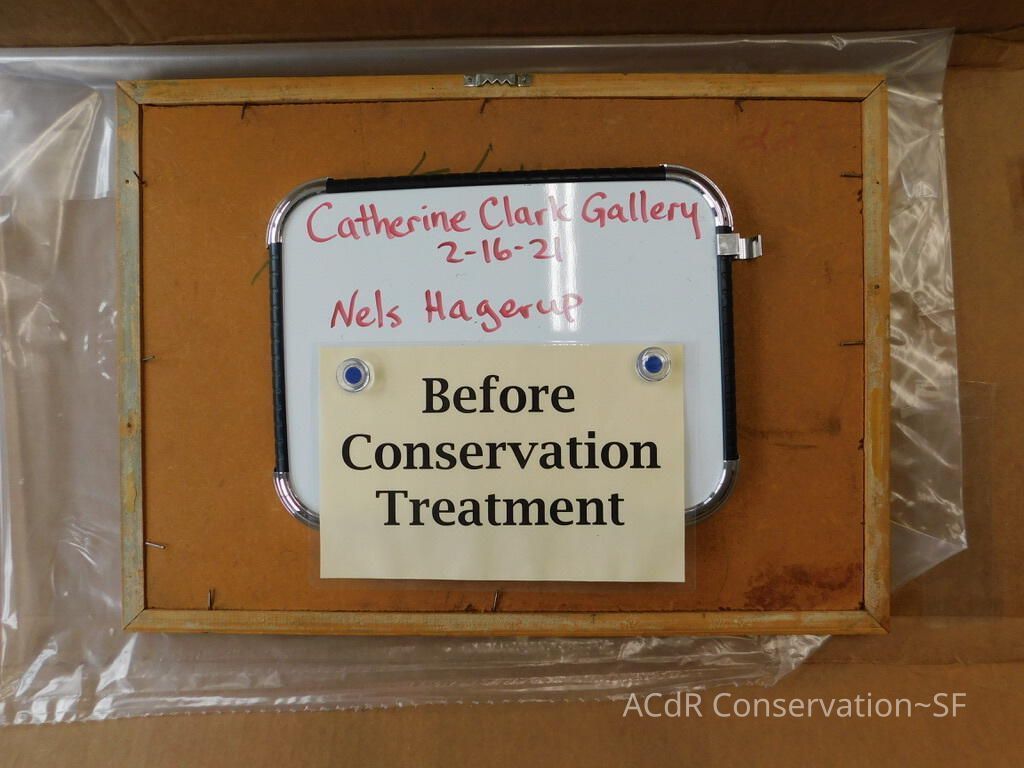 Catherine Clark Gallery
2-16-21
Nels Hagerup
Before
Conservation
Treatment
ACdR Conservation~SF